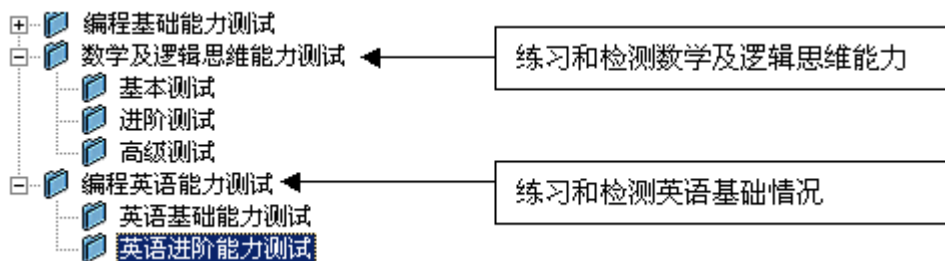 编程基础能力测试
数学及逻辑思维能力测试
练习和检测数学及逻辑思维能力
基本测试
进阶测试
高级测试
编程英语能力测试
练习和检测英语基础情况
英语基础能力测试
英语进阶能力测试